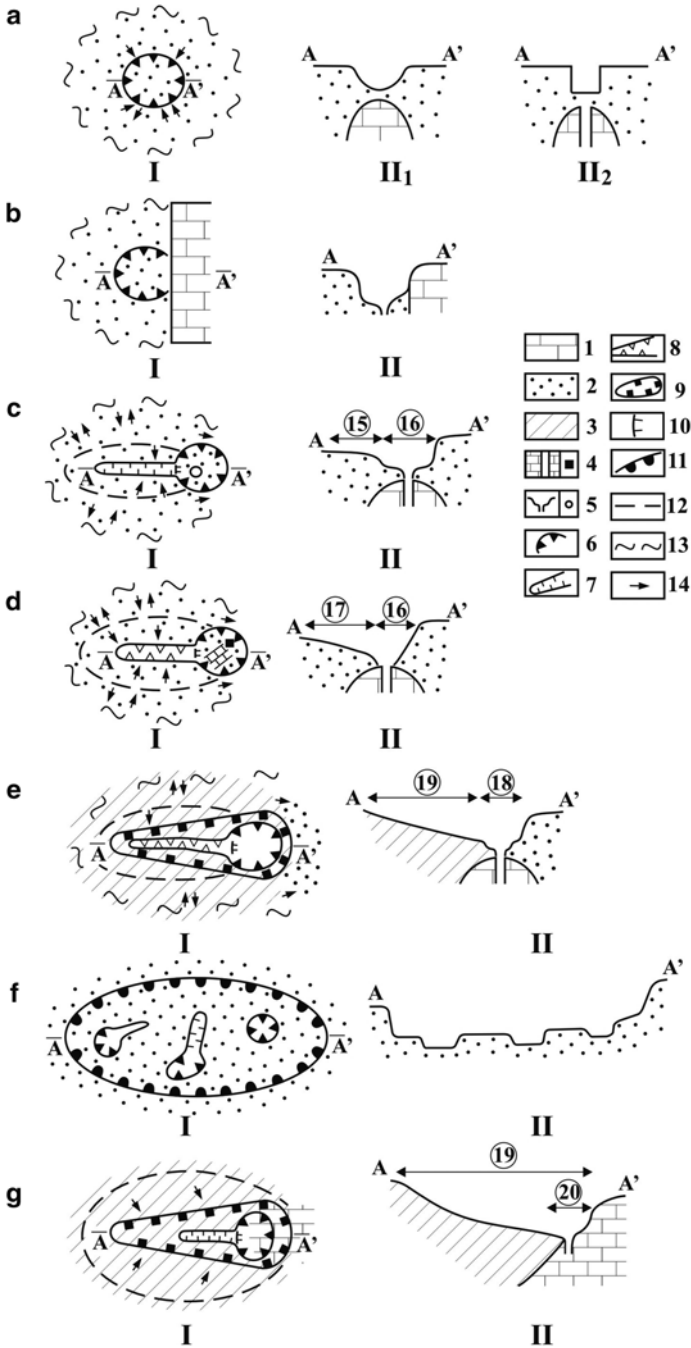 a
A A' A A' A A'
I II₁ II₂
b
A A' A A'
I II
1 8
2 9
3 10
4 11
5 12
6 13
7 14
c
15 16
A A' A A'
I II
d
17 16
A A' A A'
I II
e
19 18
A A' A A'
I II
f
A A' A A'
I II
g
19
20
A A' A A'
I II